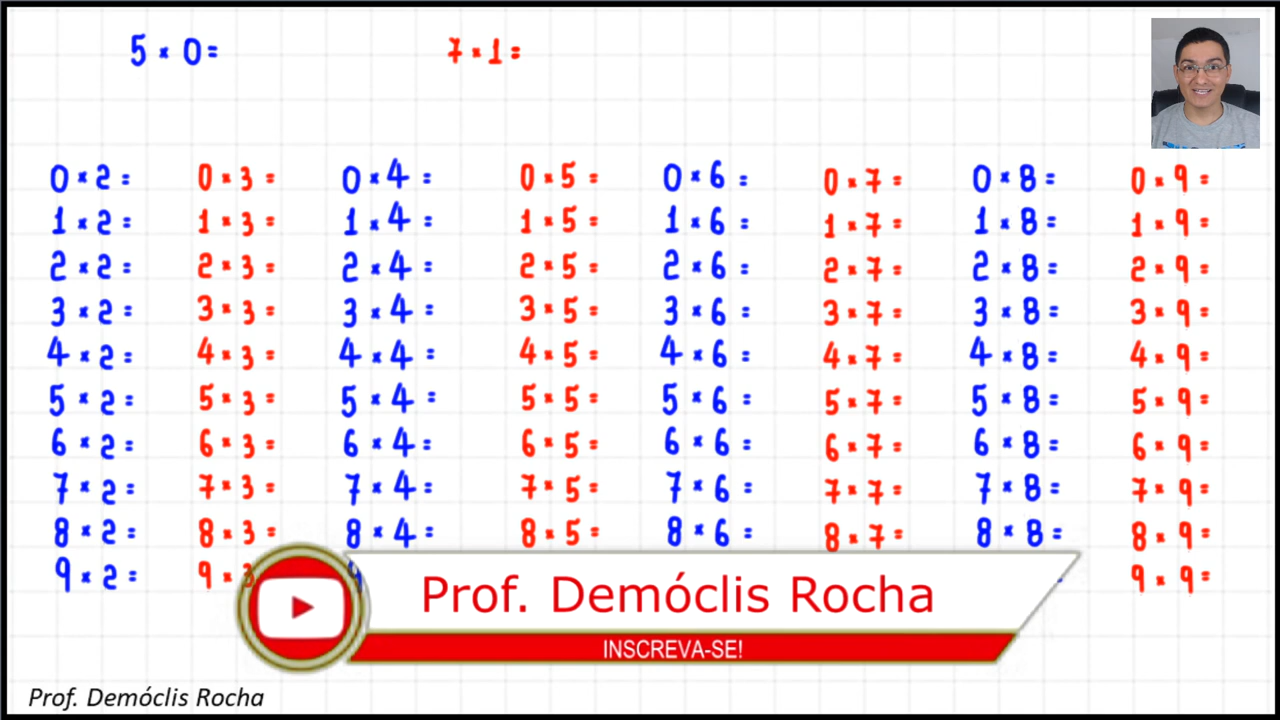 5 × 0 = 7 × 1 =
0 × 2 = 0 × 3 = 0 × 4 = 0 × 5 = 0 × 6 = 0 × 7 = 0 × 8 = 0 × 9 =
1 × 2 = 1 × 3 = 1 × 4 = 1 × 5 = 1 × 6 = 1 × 7 = 1 × 8 = 1 × 9 =
2 × 2 = 2 × 3 = 2 × 4 = 2 × 5 = 2 × 6 = 2 × 7 = 2 × 8 = 2 × 9 =
3 × 2 = 3 × 3 = 3 × 4 = 3 × 5 = 3 × 6 = 3 × 7 = 3 × 8 = 3 × 9 =
4 × 2 = 4 × 3 = 4 × 4 = 4 × 5 = 4 × 6 = 4 × 7 = 4 × 8 = 4 × 9 =
5 × 2 = 5 × 3 = 5 × 4 = 5 × 5 = 5 × 6 = 5 × 7 = 5 × 8 = 5 × 9 =
6 × 2 = 6 × 3 = 6 × 4 = 6 × 5 = 6 × 6 = 6 × 7 = 6 × 8 = 6 × 9 =
7 × 2 = 7 × 3 = 7 × 4 = 7 × 5 = 7 × 6 = 7 × 7 = 7 × 8 = 7 × 9 =
8 × 2 = 8 × 3 = 8 × 4 = 8 × 5 = 8 × 6 = 8 × 7 = 8 × 8 = 8 × 9 =
9 × 2 = 9 × 3 9 × 9 =
Prof. Demóclis Rocha
INSCREVA-SE!
Prof. Demóclis Rocha